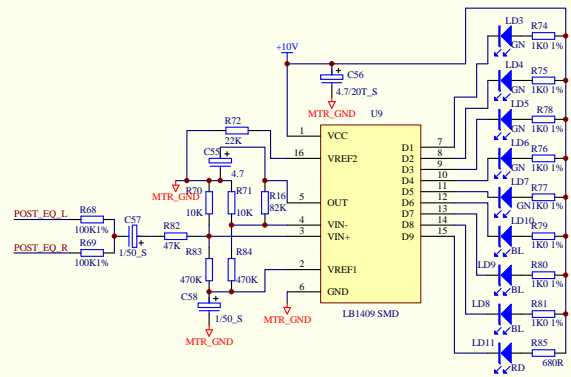 LD3
R74
GN
1K0 1%
+10V
LD4
R75
GN
1K0 1%
C56
4.7/20T_S
MTR_GND
U9
LD5
R78
GN
1K0 1%
R72
22K
1
VCC
16
VREF2
D1
7
D2
8
D3
9
D4
10
D5
11
D6
12
D7
13
D8
14
D9
15
LD6
R76
GN
1K0 1%
C55
4.7
MTR_GND
R70
10K
R71
10K
R16
82K
5
OUT
4
VIN-
3
VIN+
LD7
R77
GN
1K0 1%
POST_EQ_L
R68
100K1%
C57
1/50_S
R82
47K
POST_EQ_R
R69
100K1%
LD10
R79
BL
1K0 1%
R83
470K
R84
470K
2
VREF1
6
GND
LD9
R80
BL
1K0 1%
C58
1/50_S
MTR_GND
MTR_GND
LB1409 SMD
LD8
R81
BL
1K0 1%
LD11
R85
RD
680R